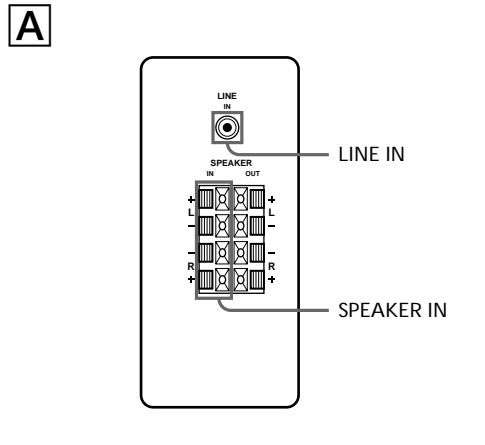 A
LINE
IN
LINE IN
SPEAKER
IN OUT
+ +
L L
– –
– –
R R
+ +
SPEAKER IN